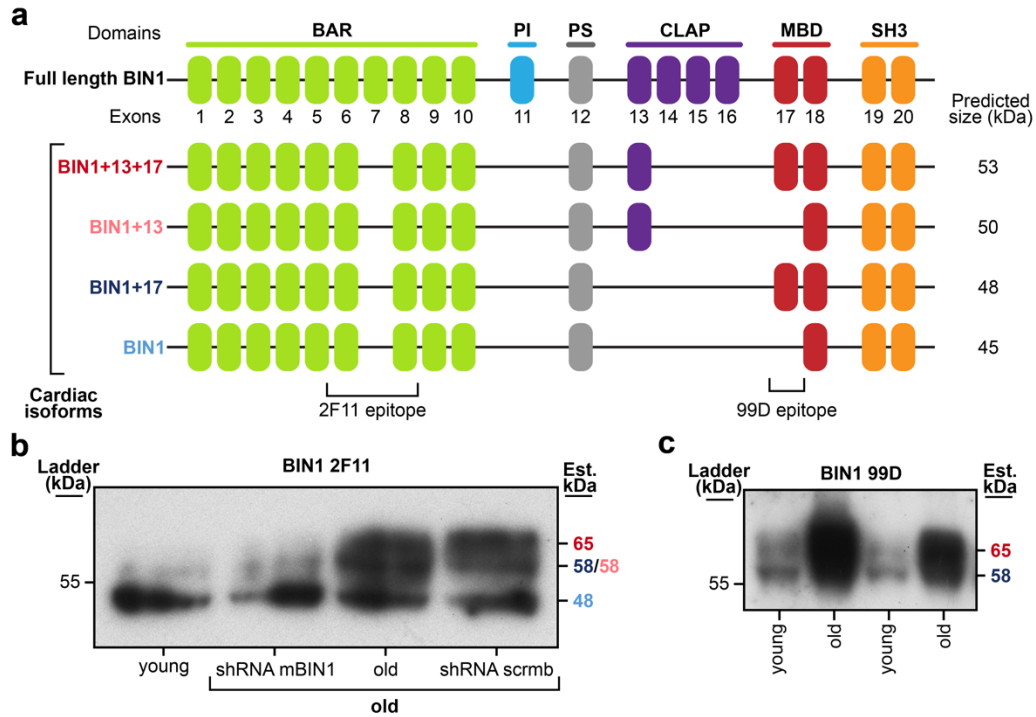 a
Domains BAR PI PS CLAP MBD SH3
Full length BIN1
Exons 1 2 3 4 5 6 7 8 9 10 11 12 13 14 15 16 17 18 19 20 Predicted size (kDa)
BIN1+13+17 53
BIN1+13 50
BIN1+17 48
BIN1 45
Cardiac isoforms
2F11 epitope 99D epitope
b
Ladder (kDa) BIN1 2F11 Est. kDa
65
58/58
55
48
young shRNA mBIN1 old shRNA scrmb
old
c
Ladder (kDa) BIN1 99D Est. kDa
65
58
55
young old young old